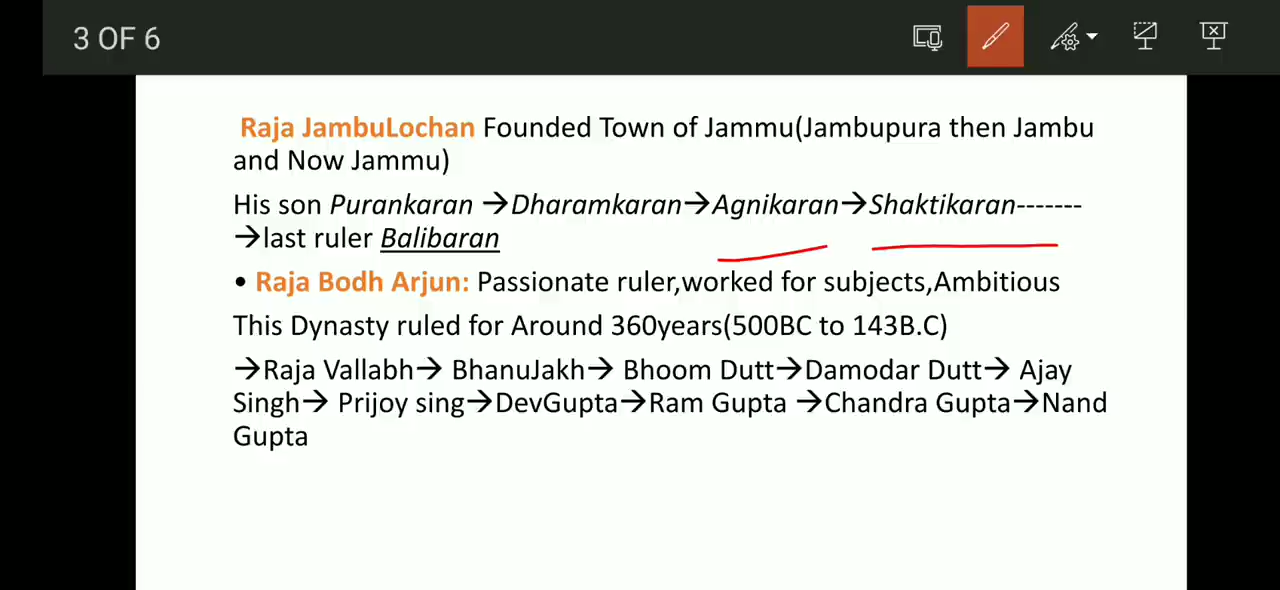 3 OF 6
Raja JambuLochan Founded Town of Jammu(Jambupura then Jambu
and Now Jammu)
His son Purankaran →Dharamkaran→Agnikaran→Shaktikaran-------
→last ruler Balibaran
• Raja Bodh Arjun: Passionate ruler,worked for subjects,Ambitious
This Dynasty ruled for Around 360years(500BC to 143B.C)
→Raja Vallabh→ BhanuJakh→ Bhoom Dutt→Damodar Dutt→ Ajay
Singh→ Prijoy sing→DevGupta→Ram Gupta →Chandra Gupta→Nand
Gupta